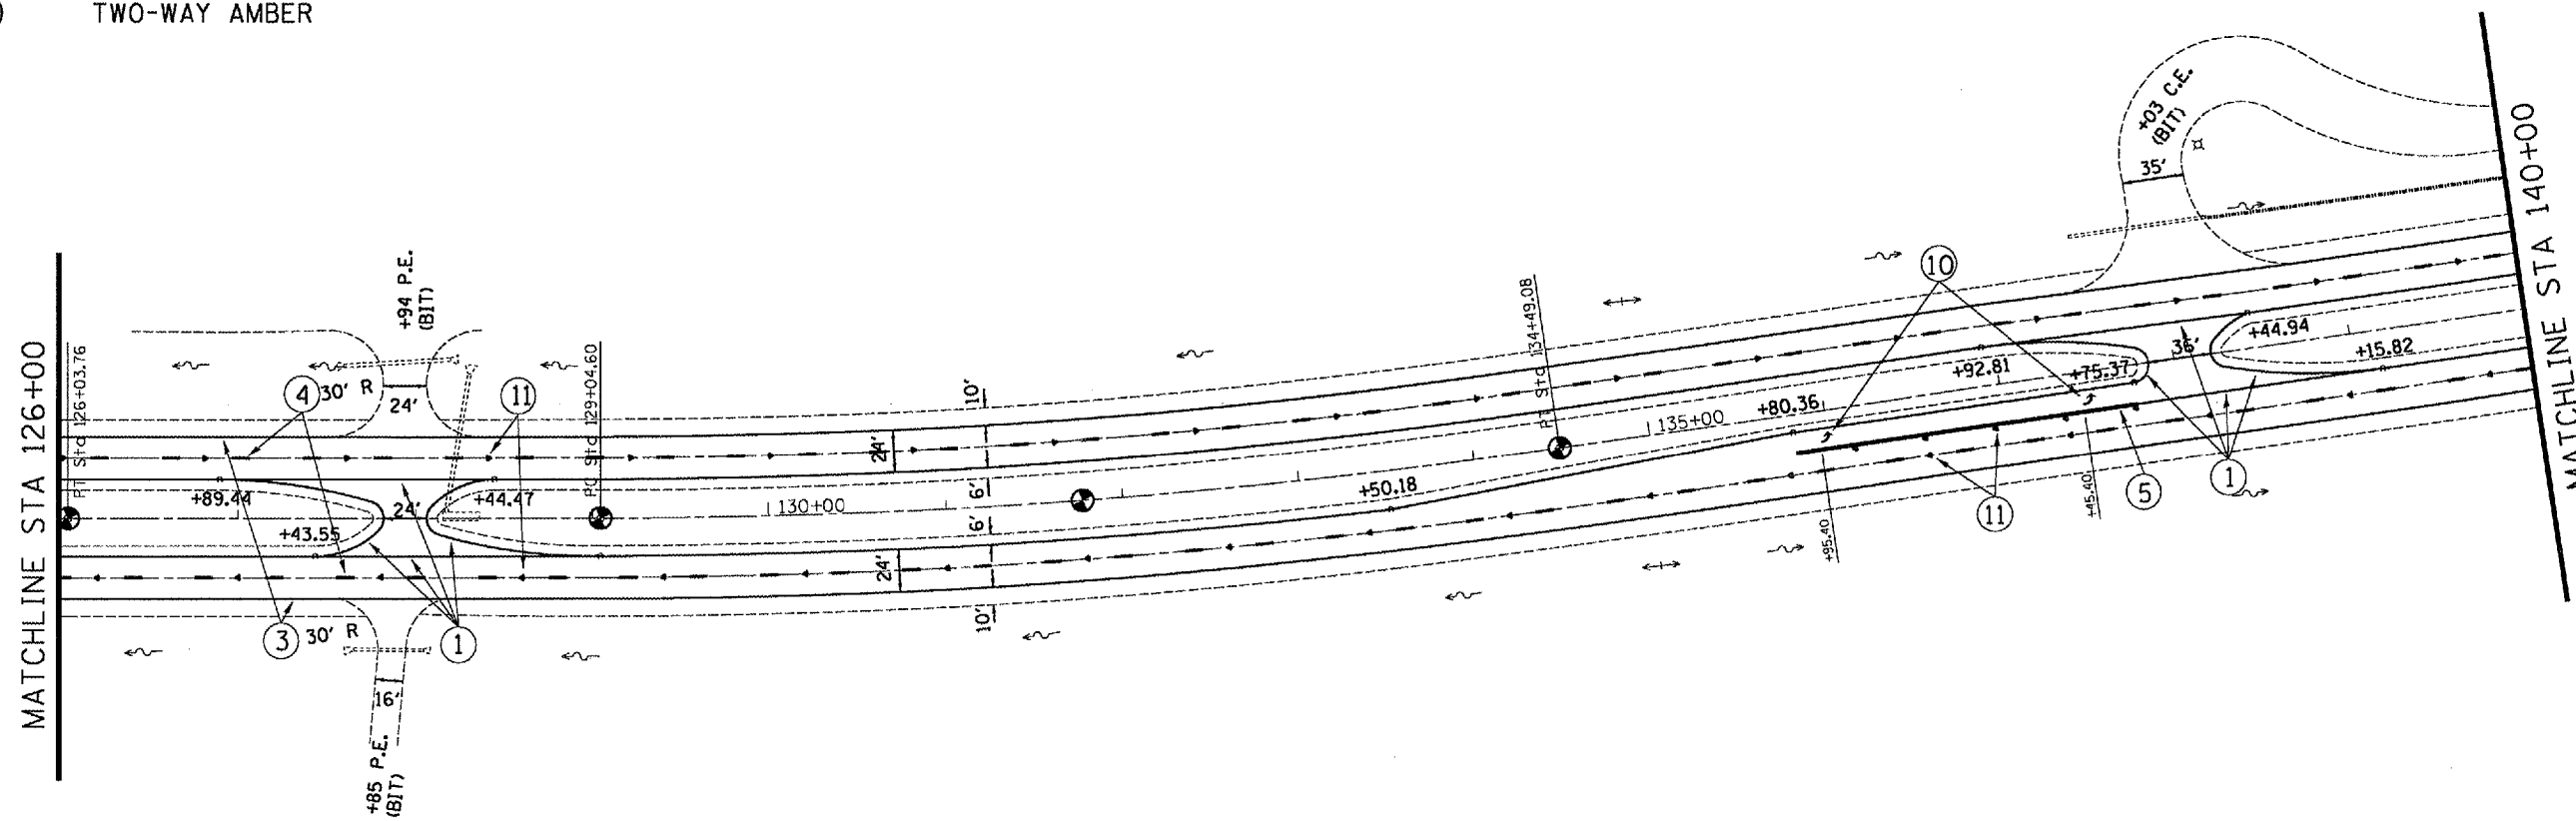 )
TWO-WAY AMBER
MATCHLINE STA 126+00
PT Sta 126+03.76
+94 P.E.
(BIT)
4
30' R
24'
11
PC Sta 129+04.60
+89.44
24'
+44.47
+43.55
3
30' R
1
16'
+85 P.E.
(BIT)
130+00
24'
10'
6'
6'
24'
10'
+50.18
PT Sta 134+49.08
135+00
+80.36
10
+92.81
+75.37
36'
+44.94
+15.82
+95.40
11
+45.40
5
1
+03 C.E.
(BIT)
35'
MATCHLINE STA 140+00